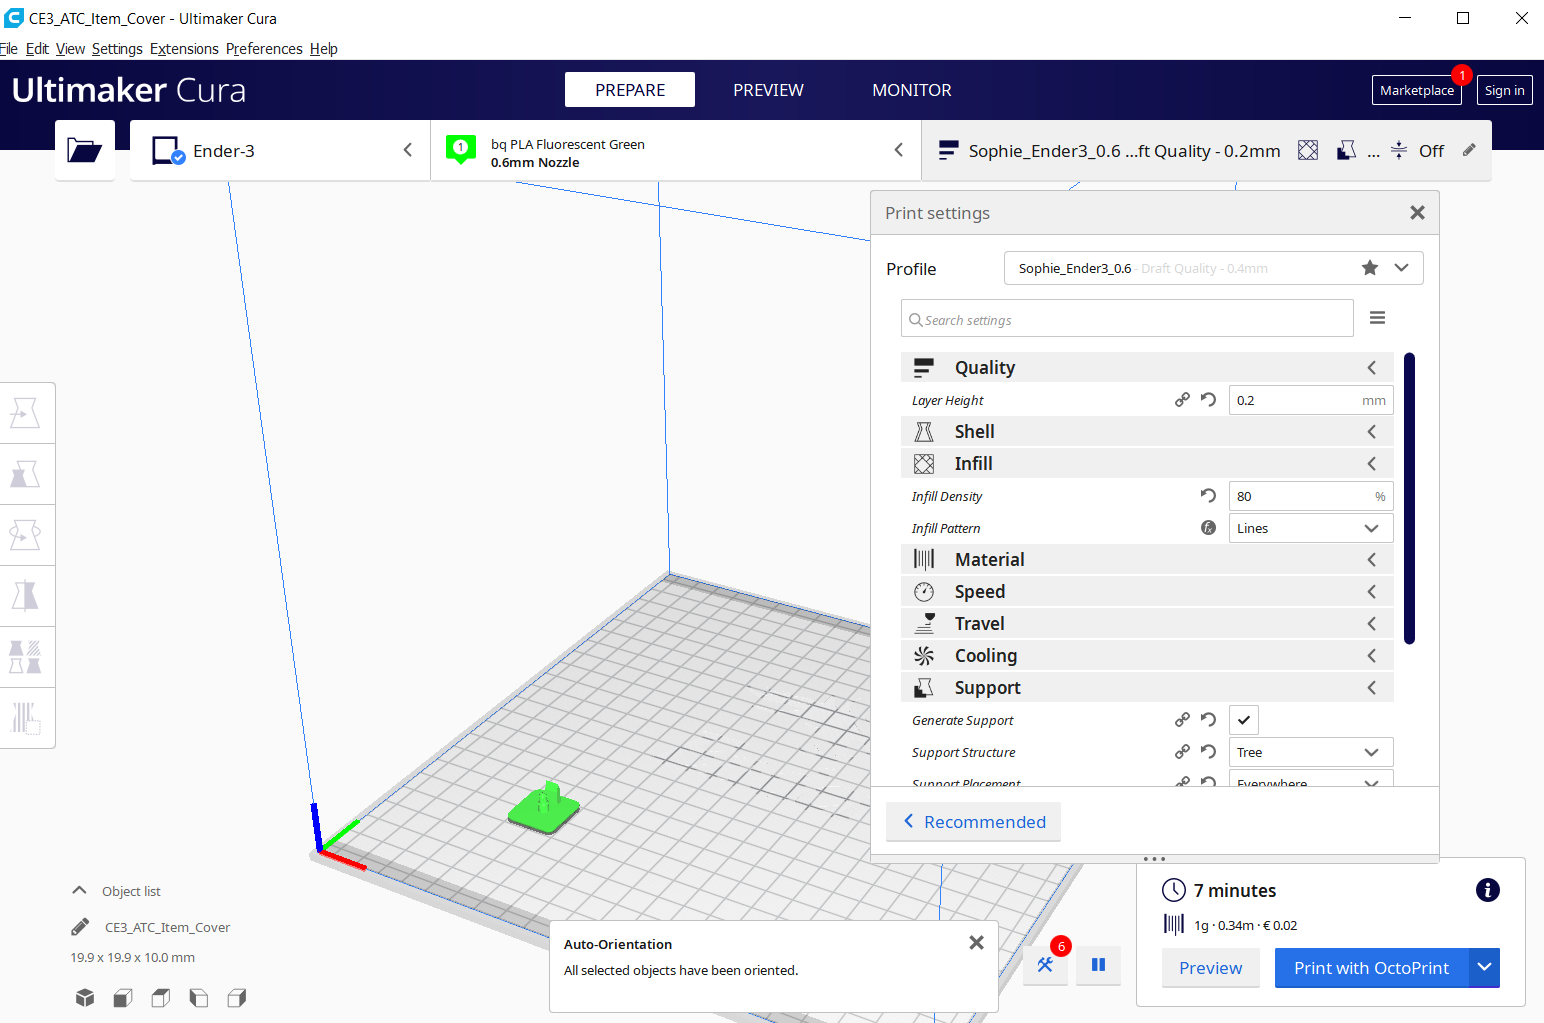 CE3_ATC_Item_Cover - Ultimaker Cura
File Edit View Settings Extensions Preferences Help
Ultimaker Cura
PREPARE
PREVIEW
MONITOR
Marketplace
1
Sign in
Ender-3
1
bq PLA Fluorescent Green
0.6mm Nozzle
Sophie_Ender3_0.6 ...ft Quality - 0.2mm
...
Off
Print settings
Profile
Sophie_Ender3_0.6 - Draft Quality - 0.4mm
Search settings
Quality
Layer Height
0.2 mm
Shell
Infill
Infill Density
80 %
Infill Pattern
Lines
Material
Speed
Travel
Cooling
Support
Generate Support
Support Structure
Tree
Support Placement
Everywhere
Recommended
Object list
CE3_ATC_Item_Cover
19.9 x 19.9 x 10.0 mm
Auto-Orientation
All selected objects have been oriented.
6
7 minutes
1g · 0.34m · € 0.02
Preview
Print with OctoPrint